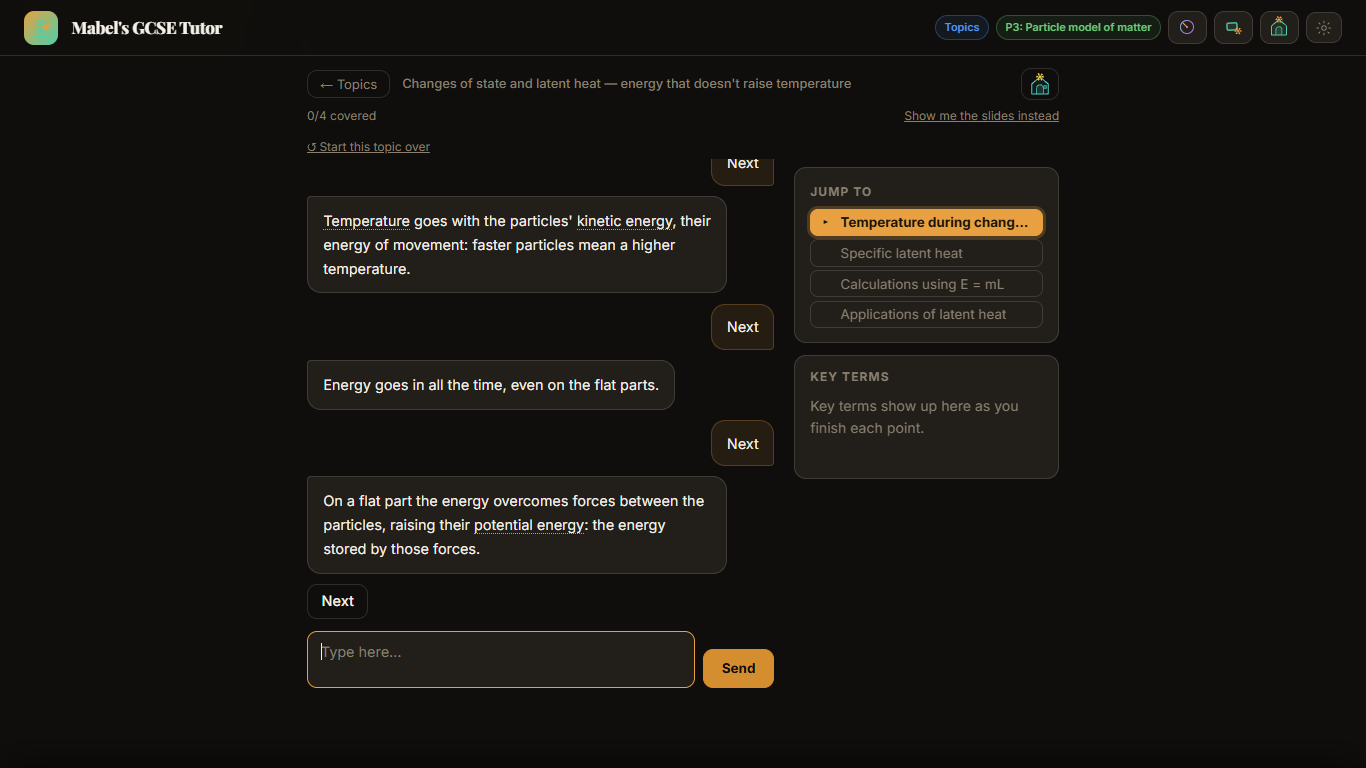 Mabel's GCSE Tutor
Topics
P3: Particle model of matter
← Topics
Changes of state and latent heat — energy that doesn't raise temperature
0/4 covered
Show me the slides instead
↺ Start this topic over
Next
Temperature goes with the particles' kinetic energy, their
energy of movement: faster particles mean a higher
temperature.
Next
Energy goes in all the time, even on the flat parts.
Next
On a flat part the energy overcomes forces between the
particles, raising their potential energy: the energy
stored by those forces.
Next
Type here...
Send
JUMP TO
▸ Temperature during chang...
Specific latent heat
Calculations using E = mL
Applications of latent heat
KEY TERMS
Key terms show up here as you
finish each point.